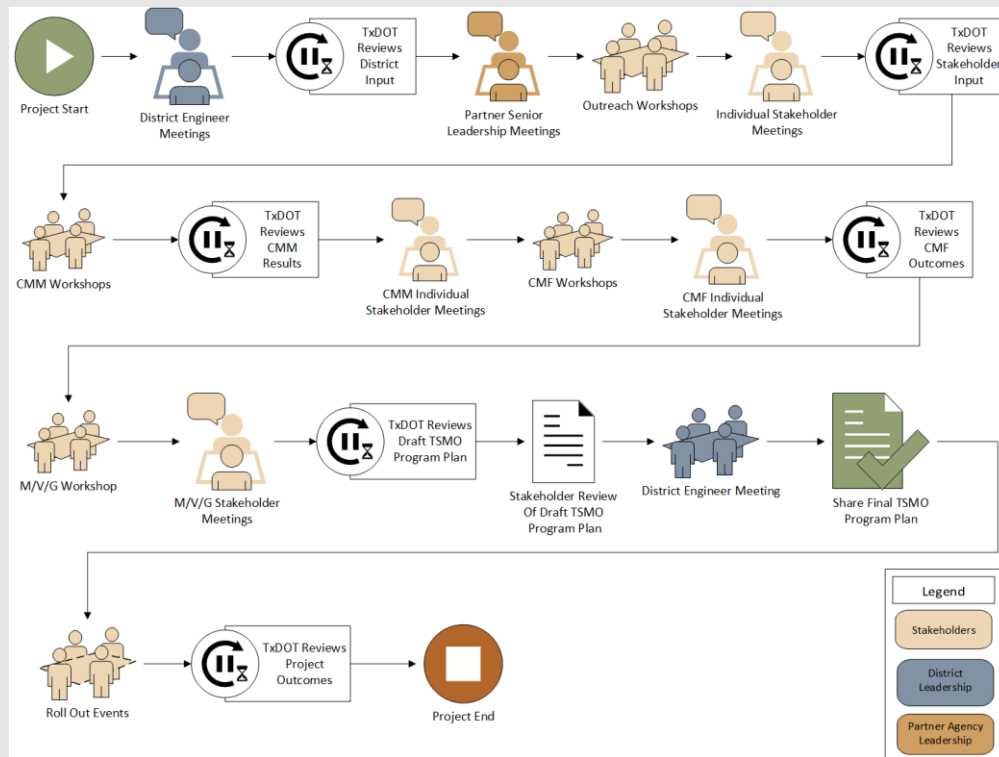 Project Start
District Engineer
Meetings
TxDOT
Reviews
District
Input
Partner Senior
Leadership Meetings
Outreach Workshops
Individual Stakeholder
Meetings
TxDOT
Reviews
Stakeholder
Input
CMM Workshops
TxDOT
Reviews
CMM
Results
CMM Individual
Stakeholder Meetings
CMF Workshops
CMF Individual
Stakeholder Meetings
TxDOT
Reviews
CMF
Outcomes
M/V/G Workshop
M/V/G Stakeholder
Meetings
TxDOT Reviews
Draft TSMO
Program Plan
Stakeholder Review
Of Draft TSMO
Program Plan
District Engineer Meeting
Share Final TSMO
Program Plan
Roll Out Events
TxDOT Reviews
Project
Outcomes
Project End
Legend
Stakeholders
District
Leadership
Partner Agency
Leadership